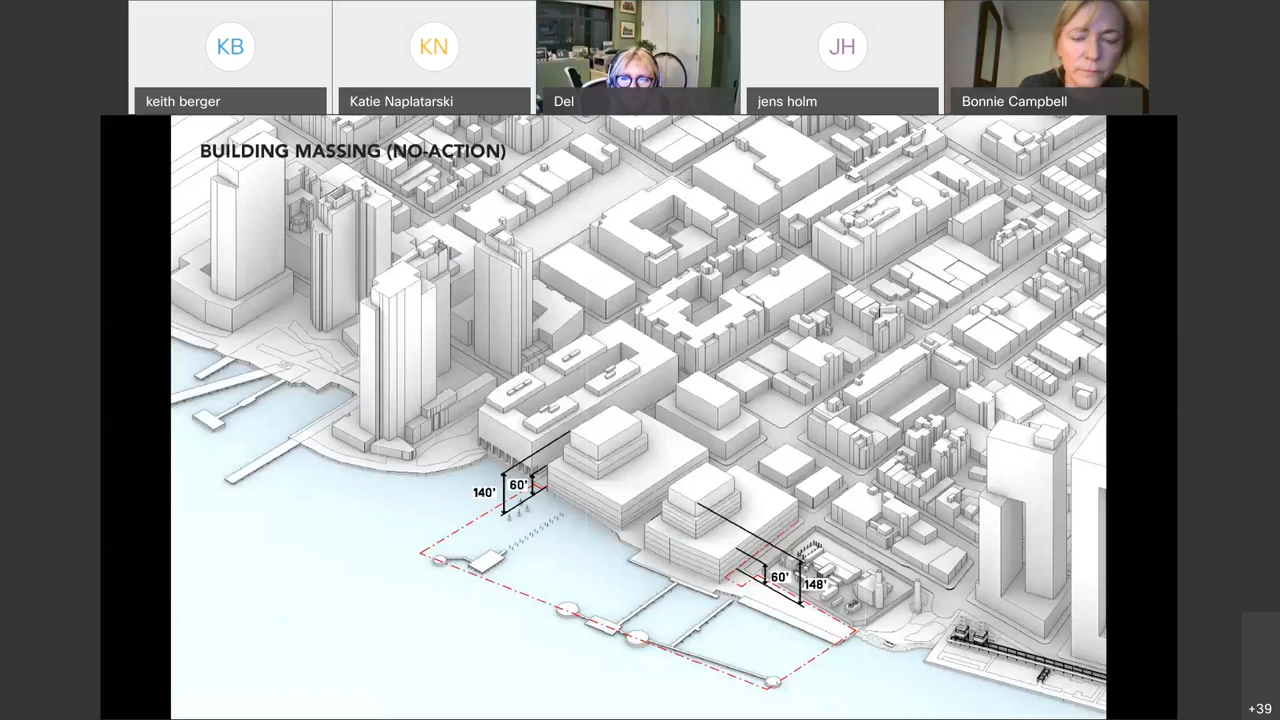 KB
KN
JH
keith berger
Katie Naplatarski
Del
jens holm
Bonnie Campbell
BUILDING MASSING (NO-ACTION)
140'
60'
60'
148'
+39